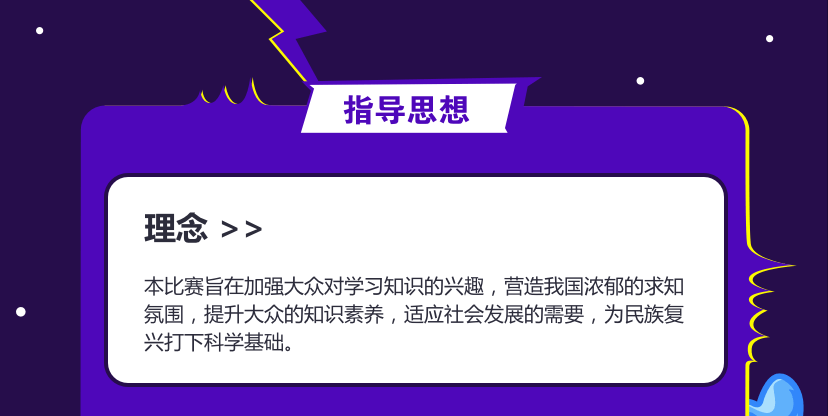 指导思想
理念 >>
本比赛旨在加强大众对学习知识的兴趣，营造我国浓郁的求知
氛围，提升大众的知识素养，适应社会发展的需要，为民族复
兴打下科学基础。